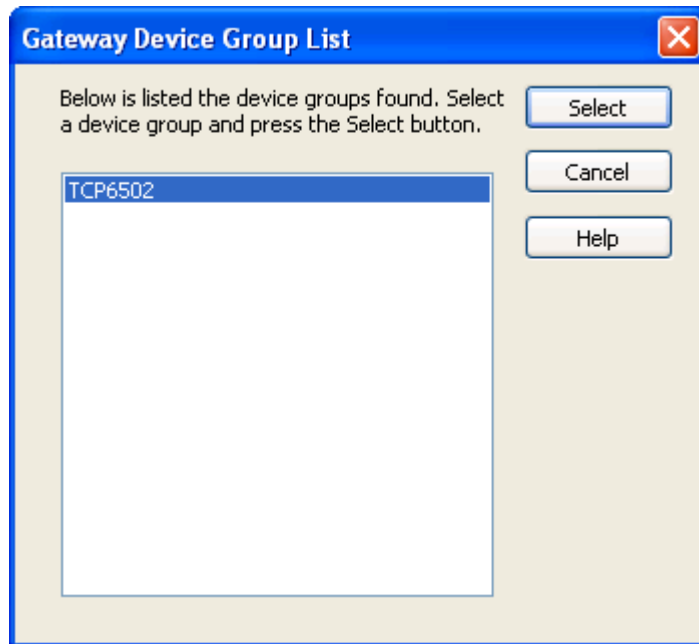 Gateway Device Group List
Below is listed the device groups found. Select
a device group and press the Select button.
Select
Cancel
Help
TCP6502